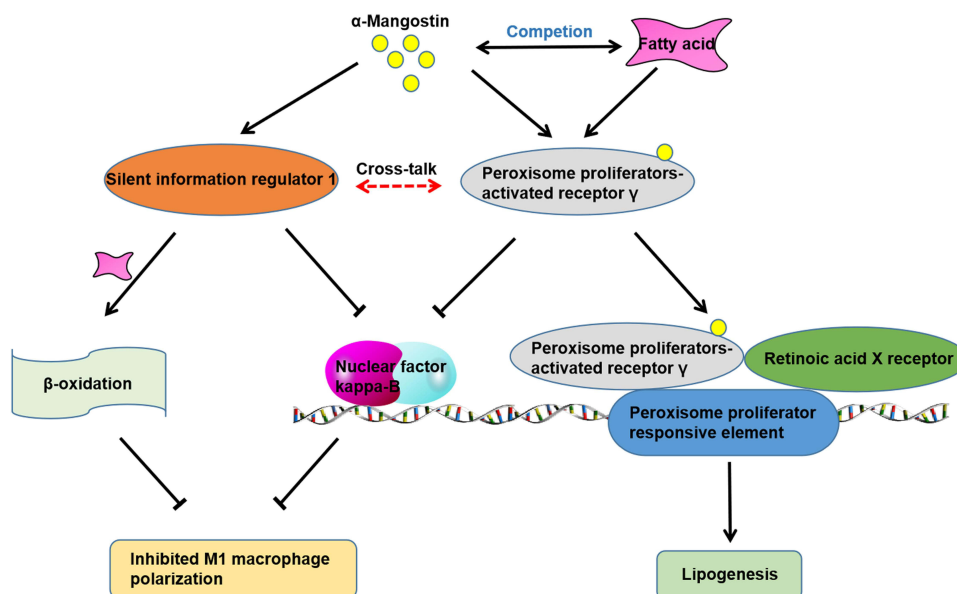 α-Mangostin
Competion
Fatty acid
Cross-talk
Silent information regulator 1
Peroxisome proliferators-
activated receptor γ
β-oxidation
Nuclear factor
kappa-B
Peroxisome proliferators-
activated receptor γ
Retinoic acid X receptor
Peroxisome proliferator
responsive element
Inhibited M1 macrophage
polarization
Lipogenesis